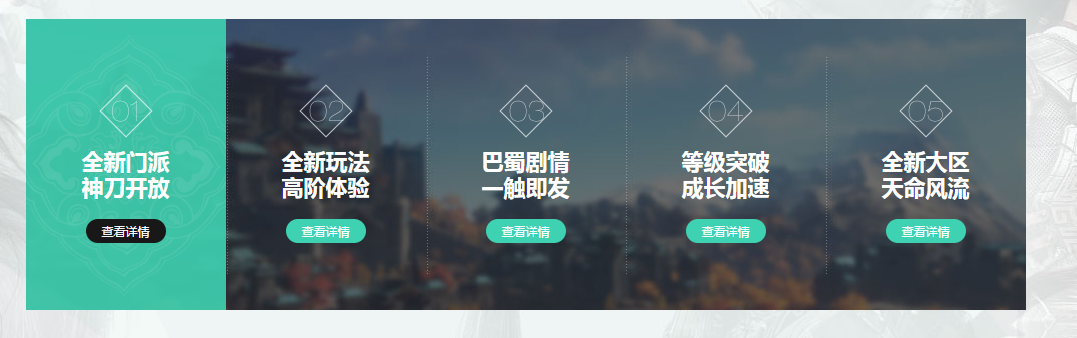 01
全新门派
神刀开放
查看详情
02
全新玩法
高阶体验
查看详情
03
巴蜀剧情
一触即发
查看详情
04
等级突破
成长加速
查看详情
05
全新大区
天命风流
查看详情